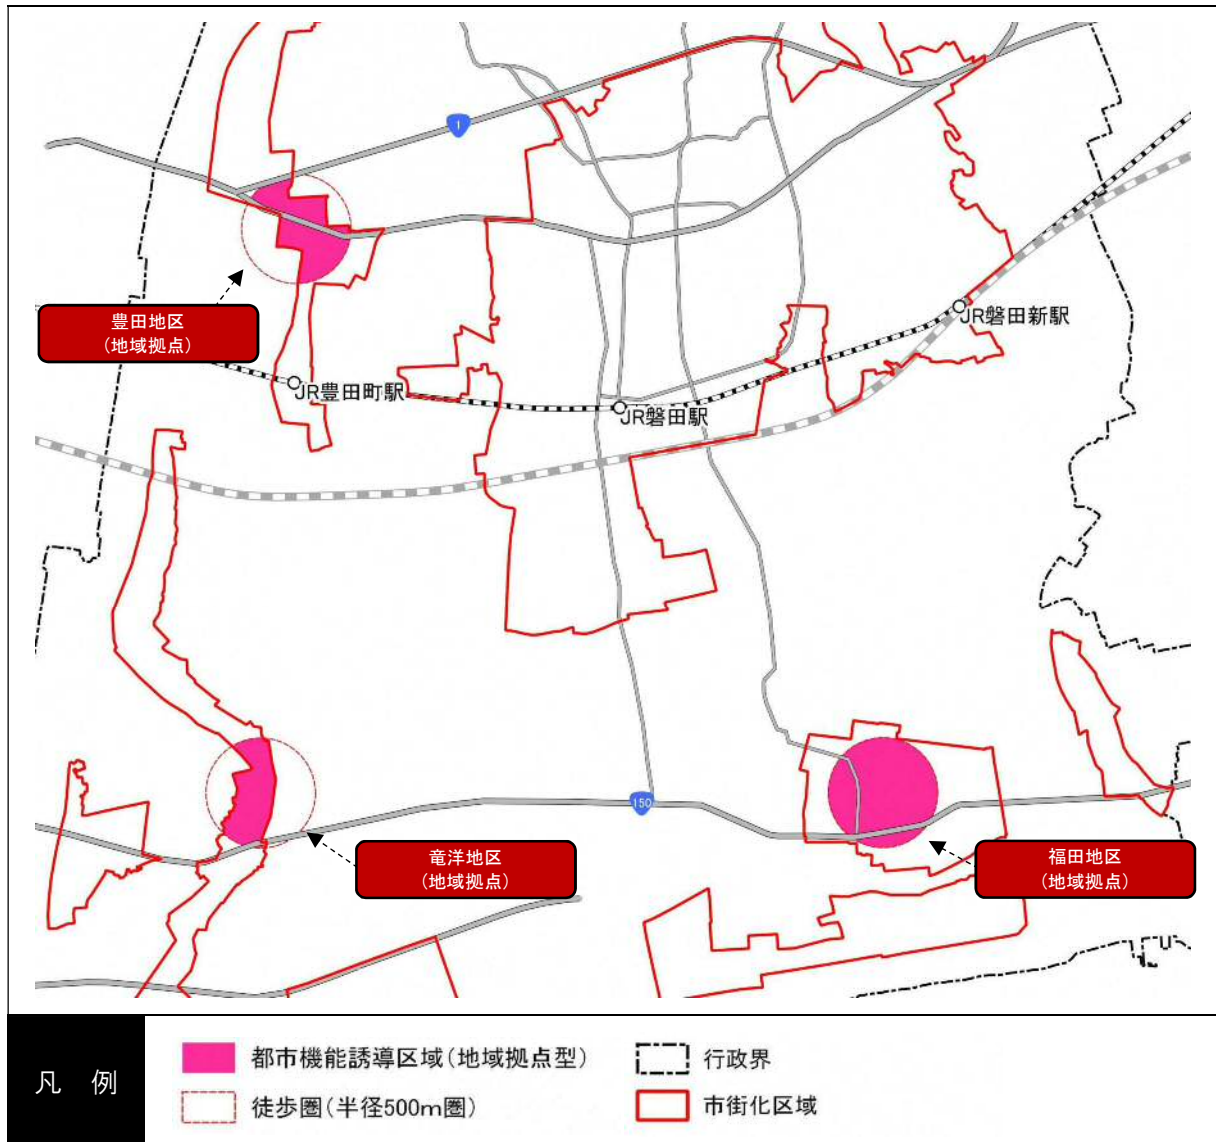 1
豊田地区
(地域拠点)
JR磐田新駅
JR豊田町駅
JR磐田駅
150
竜洋地区
(地域拠点)
福田地区
(地域拠点)
凡 例
都市機能誘導区域(地域拠点型)
行政界
徒歩圏(半径500m圏)
市街化区域